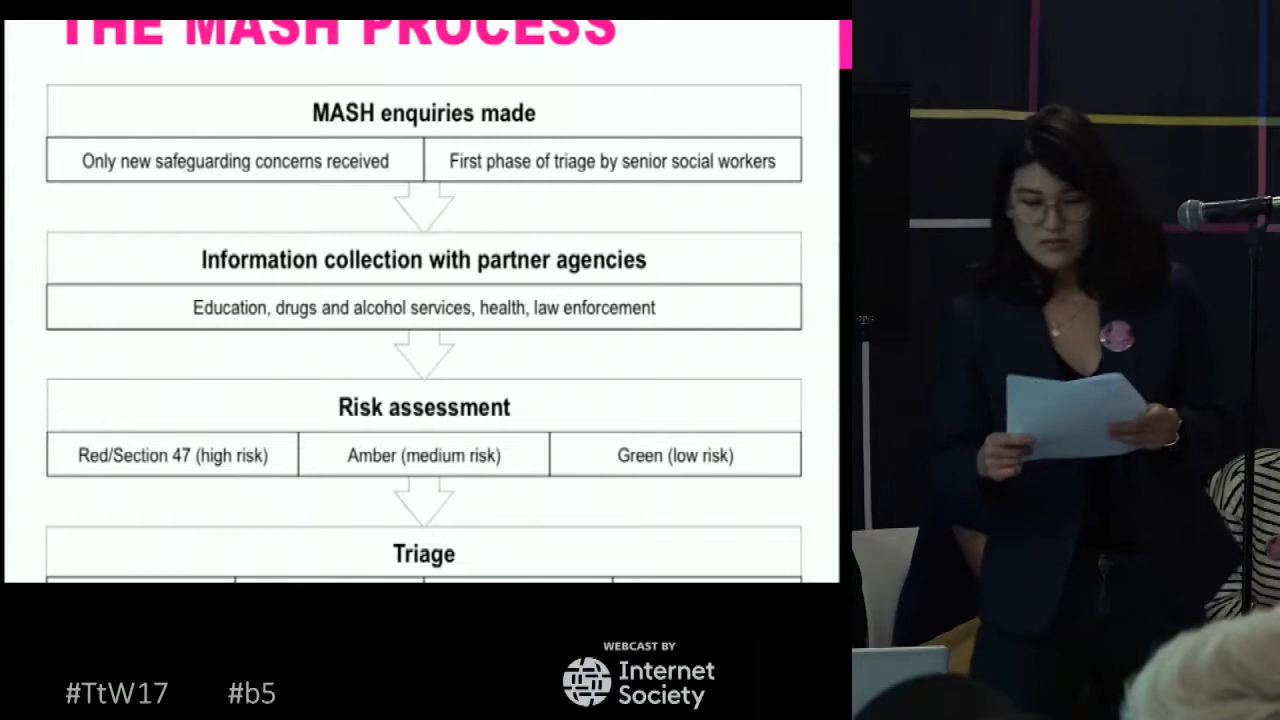 THE MASH PROCESS
MASH enquiries made
Only new safeguarding concerns received
First phase of triage by senior social workers
Information collection with partner agencies
Education, drugs and alcohol services, health, law enforcement
Risk assessment
Red/Section 47 (high risk)
Amber (medium risk)
Green (low risk)
Triage
WEBCAST BY
Internet
Society
#TtW17
#b5